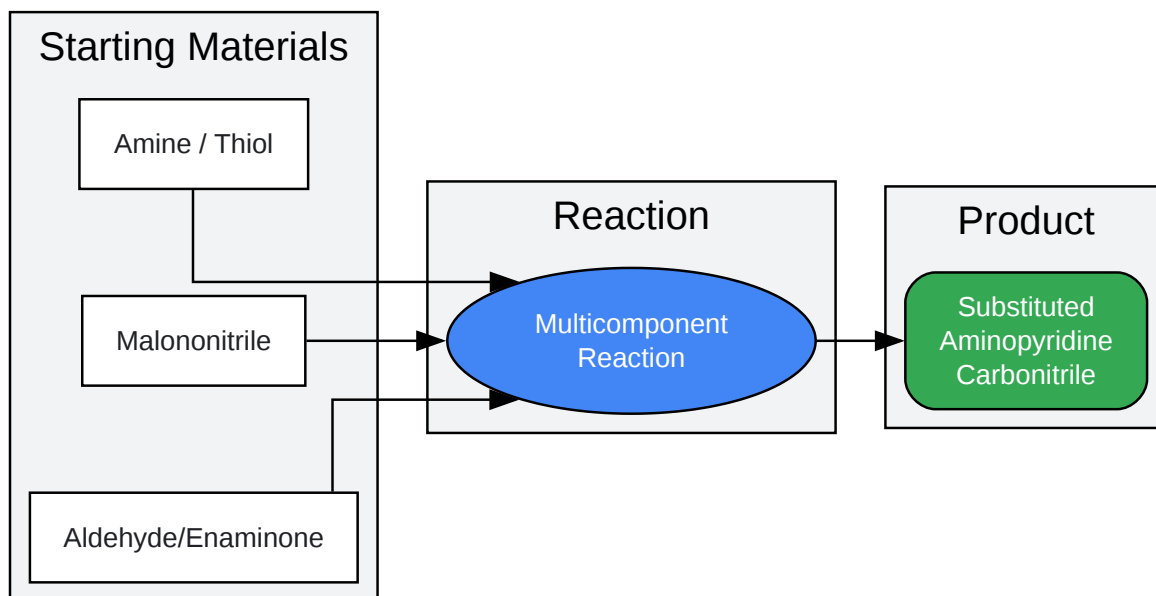 Starting Materials
Amine / Thiol
Malononitrile
Aldehyde/Enaminone
Reaction
Multicomponent
Reaction
Product
Substituted
Aminopyridine
Carbonitrile